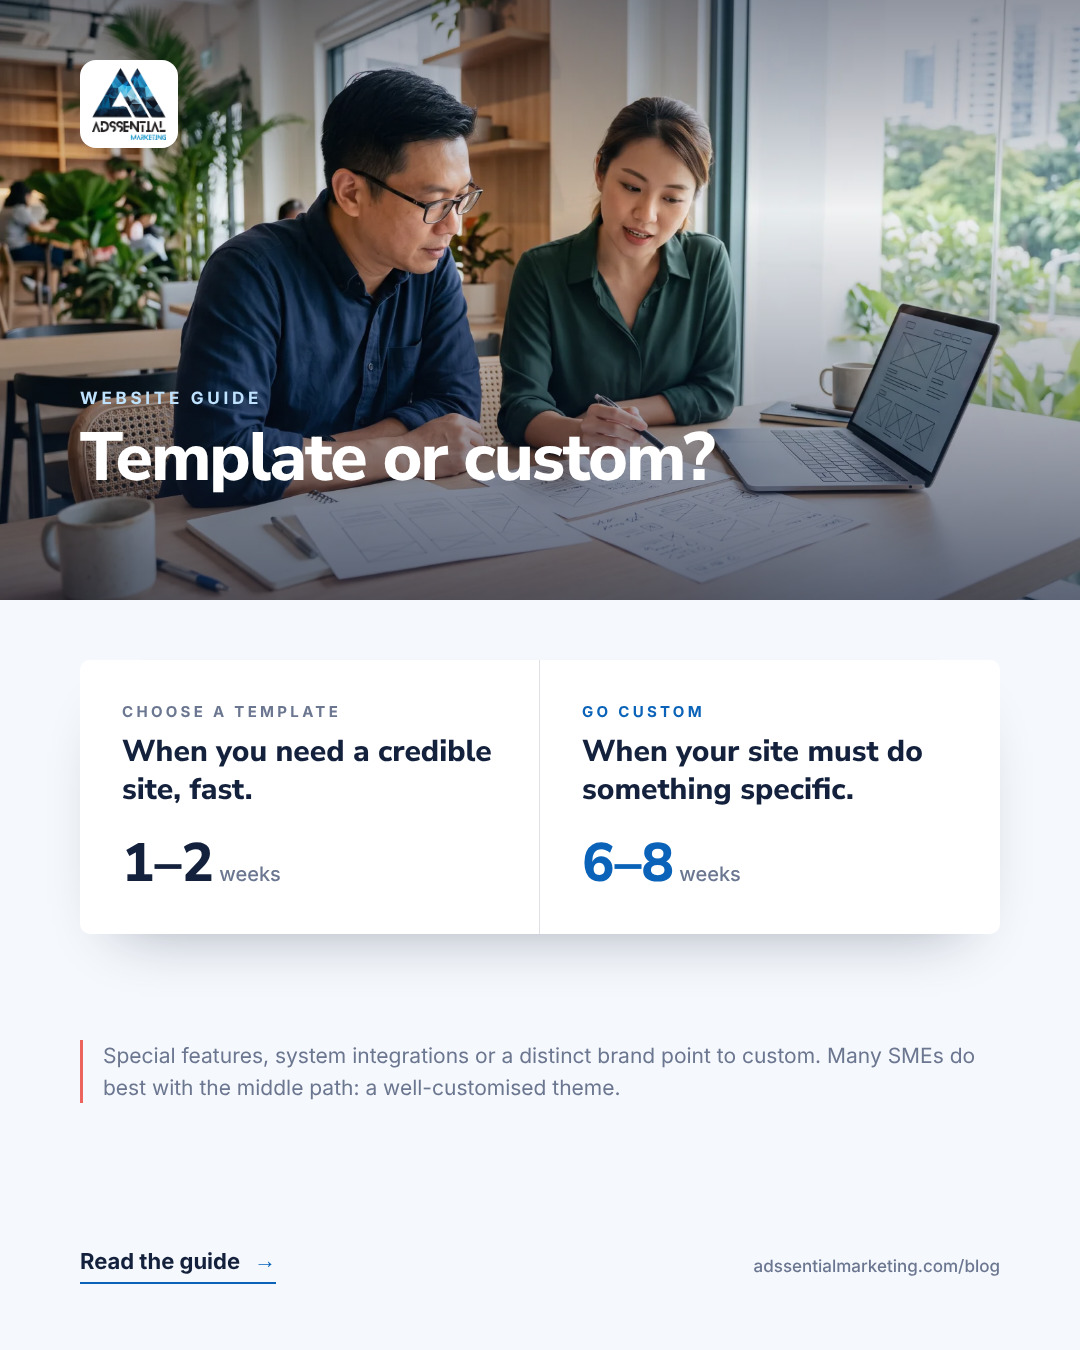 ADSSENTIAL
MARKETING
WEBSITE GUIDE
Template or custom?
CHOOSE A TEMPLATE
When you need a credible
site, fast.
1–2 weeks
GO CUSTOM
When your site must do
something specific.
6–8 weeks
Special features, system integrations or a distinct brand point to custom. Many SMEs do
best with the middle path: a well-customised theme.
Read the guide →
adssentialmarketing.com/blog